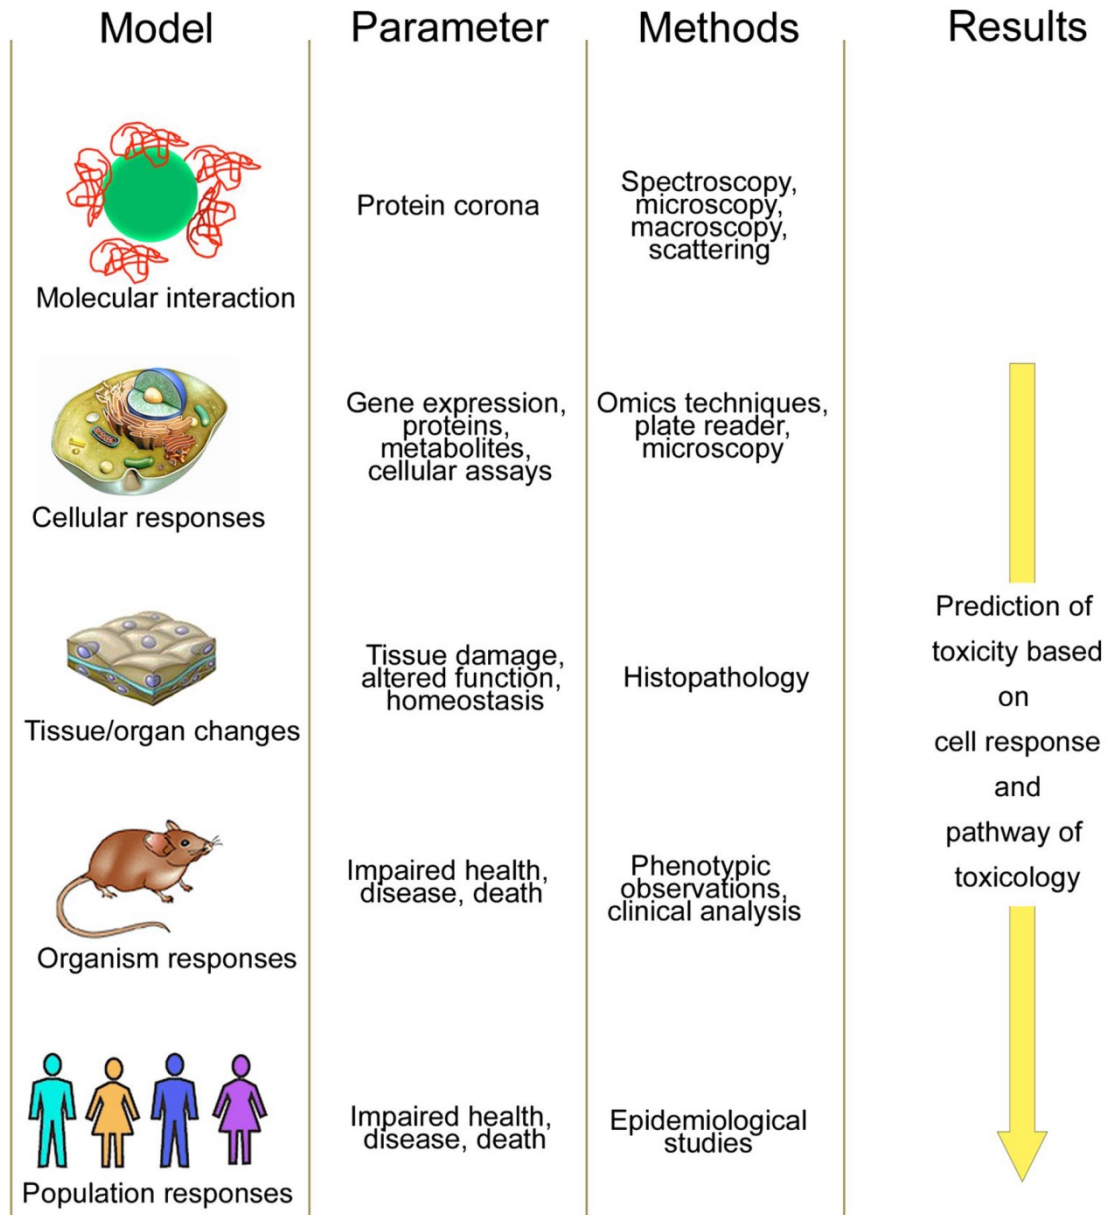 Model
Parameter
Methods
Results
Molecular interaction
Protein corona
Spectroscopy,
microscopy,
macroscopy,
scattering
Cellular responses
Gene expression,
proteins,
metabolites,
cellular assays
Omics techniques,
plate reader,
microscopy
Tissue/organ changes
Tissue damage,
altered function,
homeostasis
Histopathology
Organism responses
Impaired health,
disease, death
Phenotypic
observations,
clinical analysis
Population responses
Impaired health,
disease, death
Epidemiological
studies
Prediction of
toxicity based
on
cell response
and
pathway of
toxicology